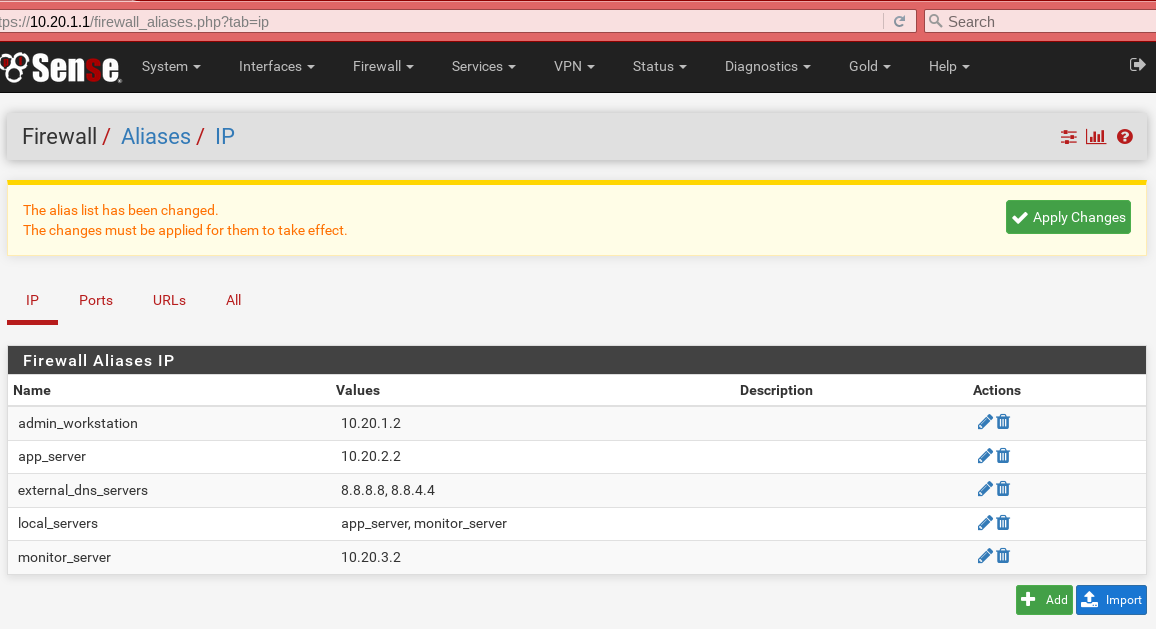 tps://10.20.1.1/firewall_aliases.php?tab=ip Search
Sense System Interfaces Firewall Services VPN Status Diagnostics Gold Help
Firewall / Aliases / IP
The alias list has been changed.
The changes must be applied for them to take effect.
Apply Changes
IP Ports URLs All
Firewall Aliases IP
Name Values Description Actions
admin_workstation 10.20.1.2
app_server 10.20.2.2
external_dns_servers 8.8.8.8, 8.8.4.4
local_servers app_server, monitor_server
monitor_server 10.20.3.2
Add Import